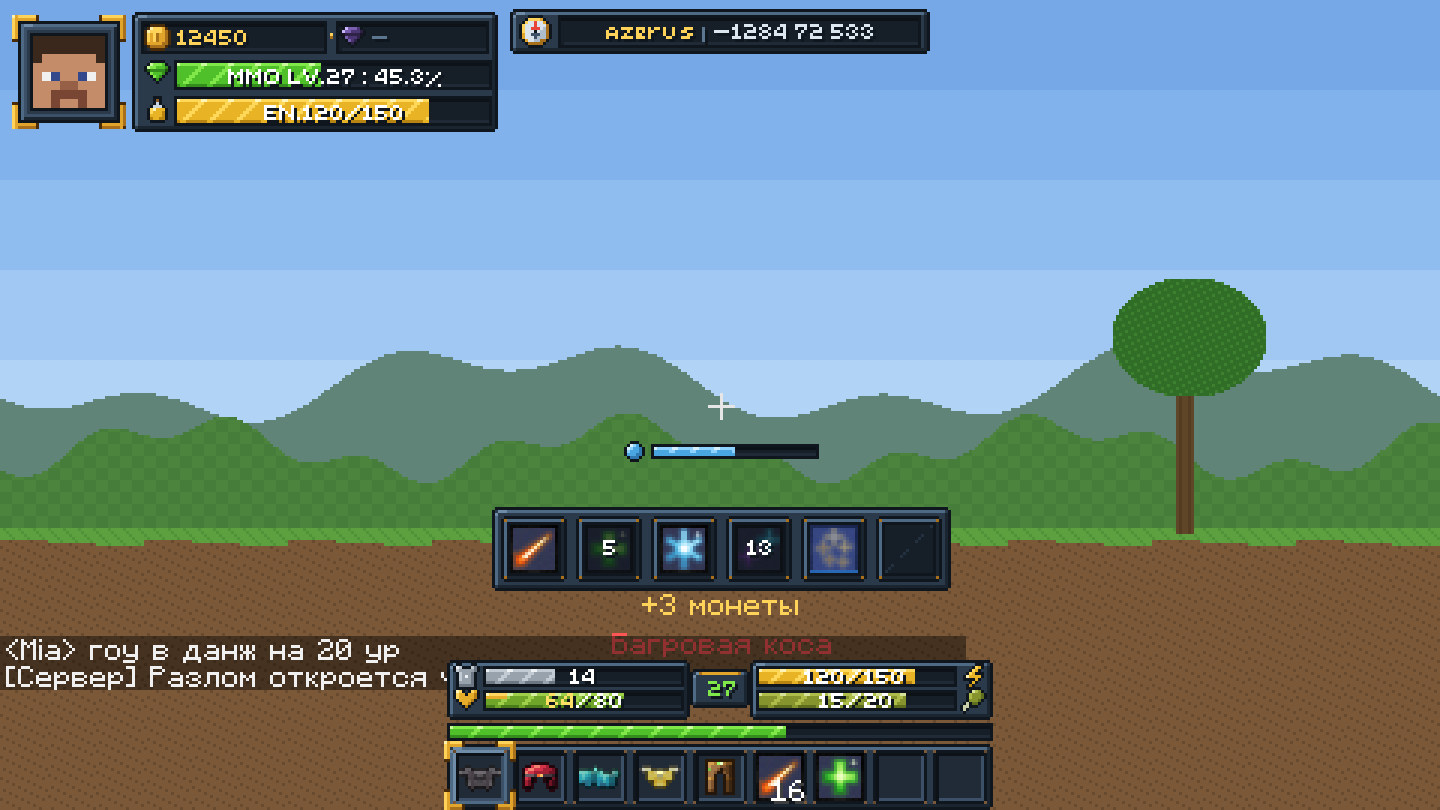 12450
—
azerus | -1284 72 533
MMO LV.27 : 45.3%
EN.120/150
5
13
+3 монеты
Багровая коса
<Mia> гоу в данж на 20 ур
[Сервер] Разлом откроется
14
27
120/150
64/80
15/20
16